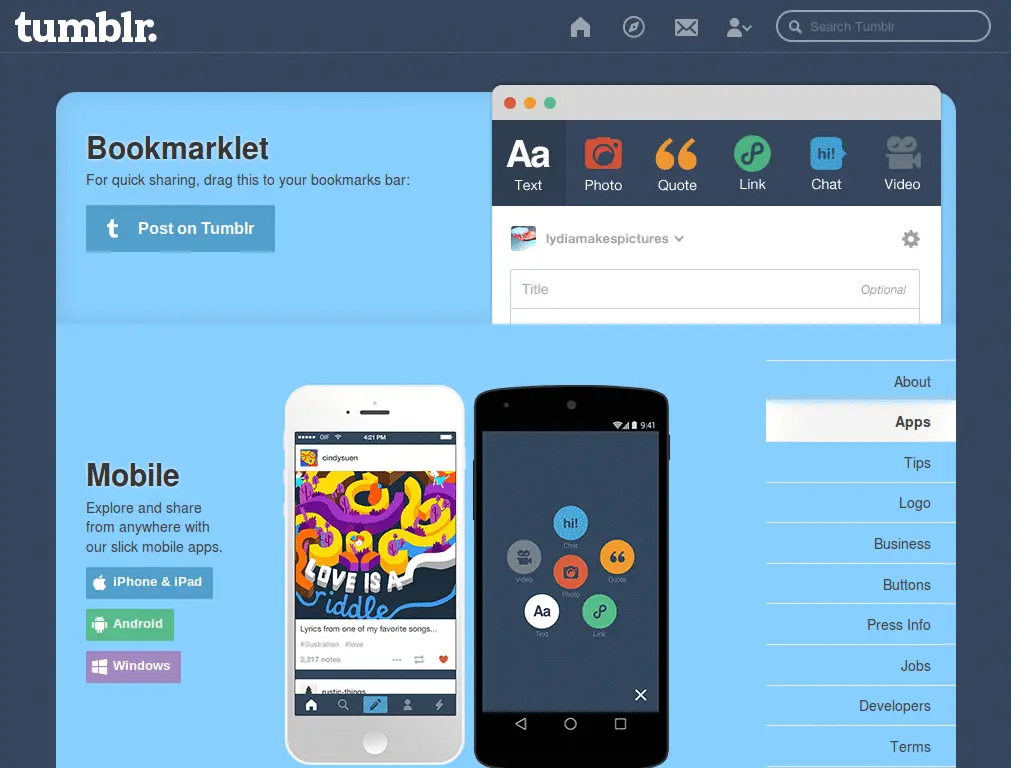 tumblr.
Search Tumblr
Bookmarklet
For quick sharing, drag this to your bookmarks bar:
t Post on Tumblr
Aa
Text
Photo
Quote
Link
hi!
Chat
Video
lydiamakespictures
Title
Optional
About
Apps
Tips
Logo
Business
Buttons
Press Info
Jobs
Developers
Terms
Mobile
Explore and share
from anywhere with
our slick mobile apps.
iPhone & iPad
Android
Windows
GIF 4:21 PM
cindysuen
LOVE IS A
riddle
Lyrics from one of my favorite songs...
#illustration #love
3,217 notes
rustic-things
9:41
hi!
Chat
Video
Quote
Photo
Aa
Text
Link